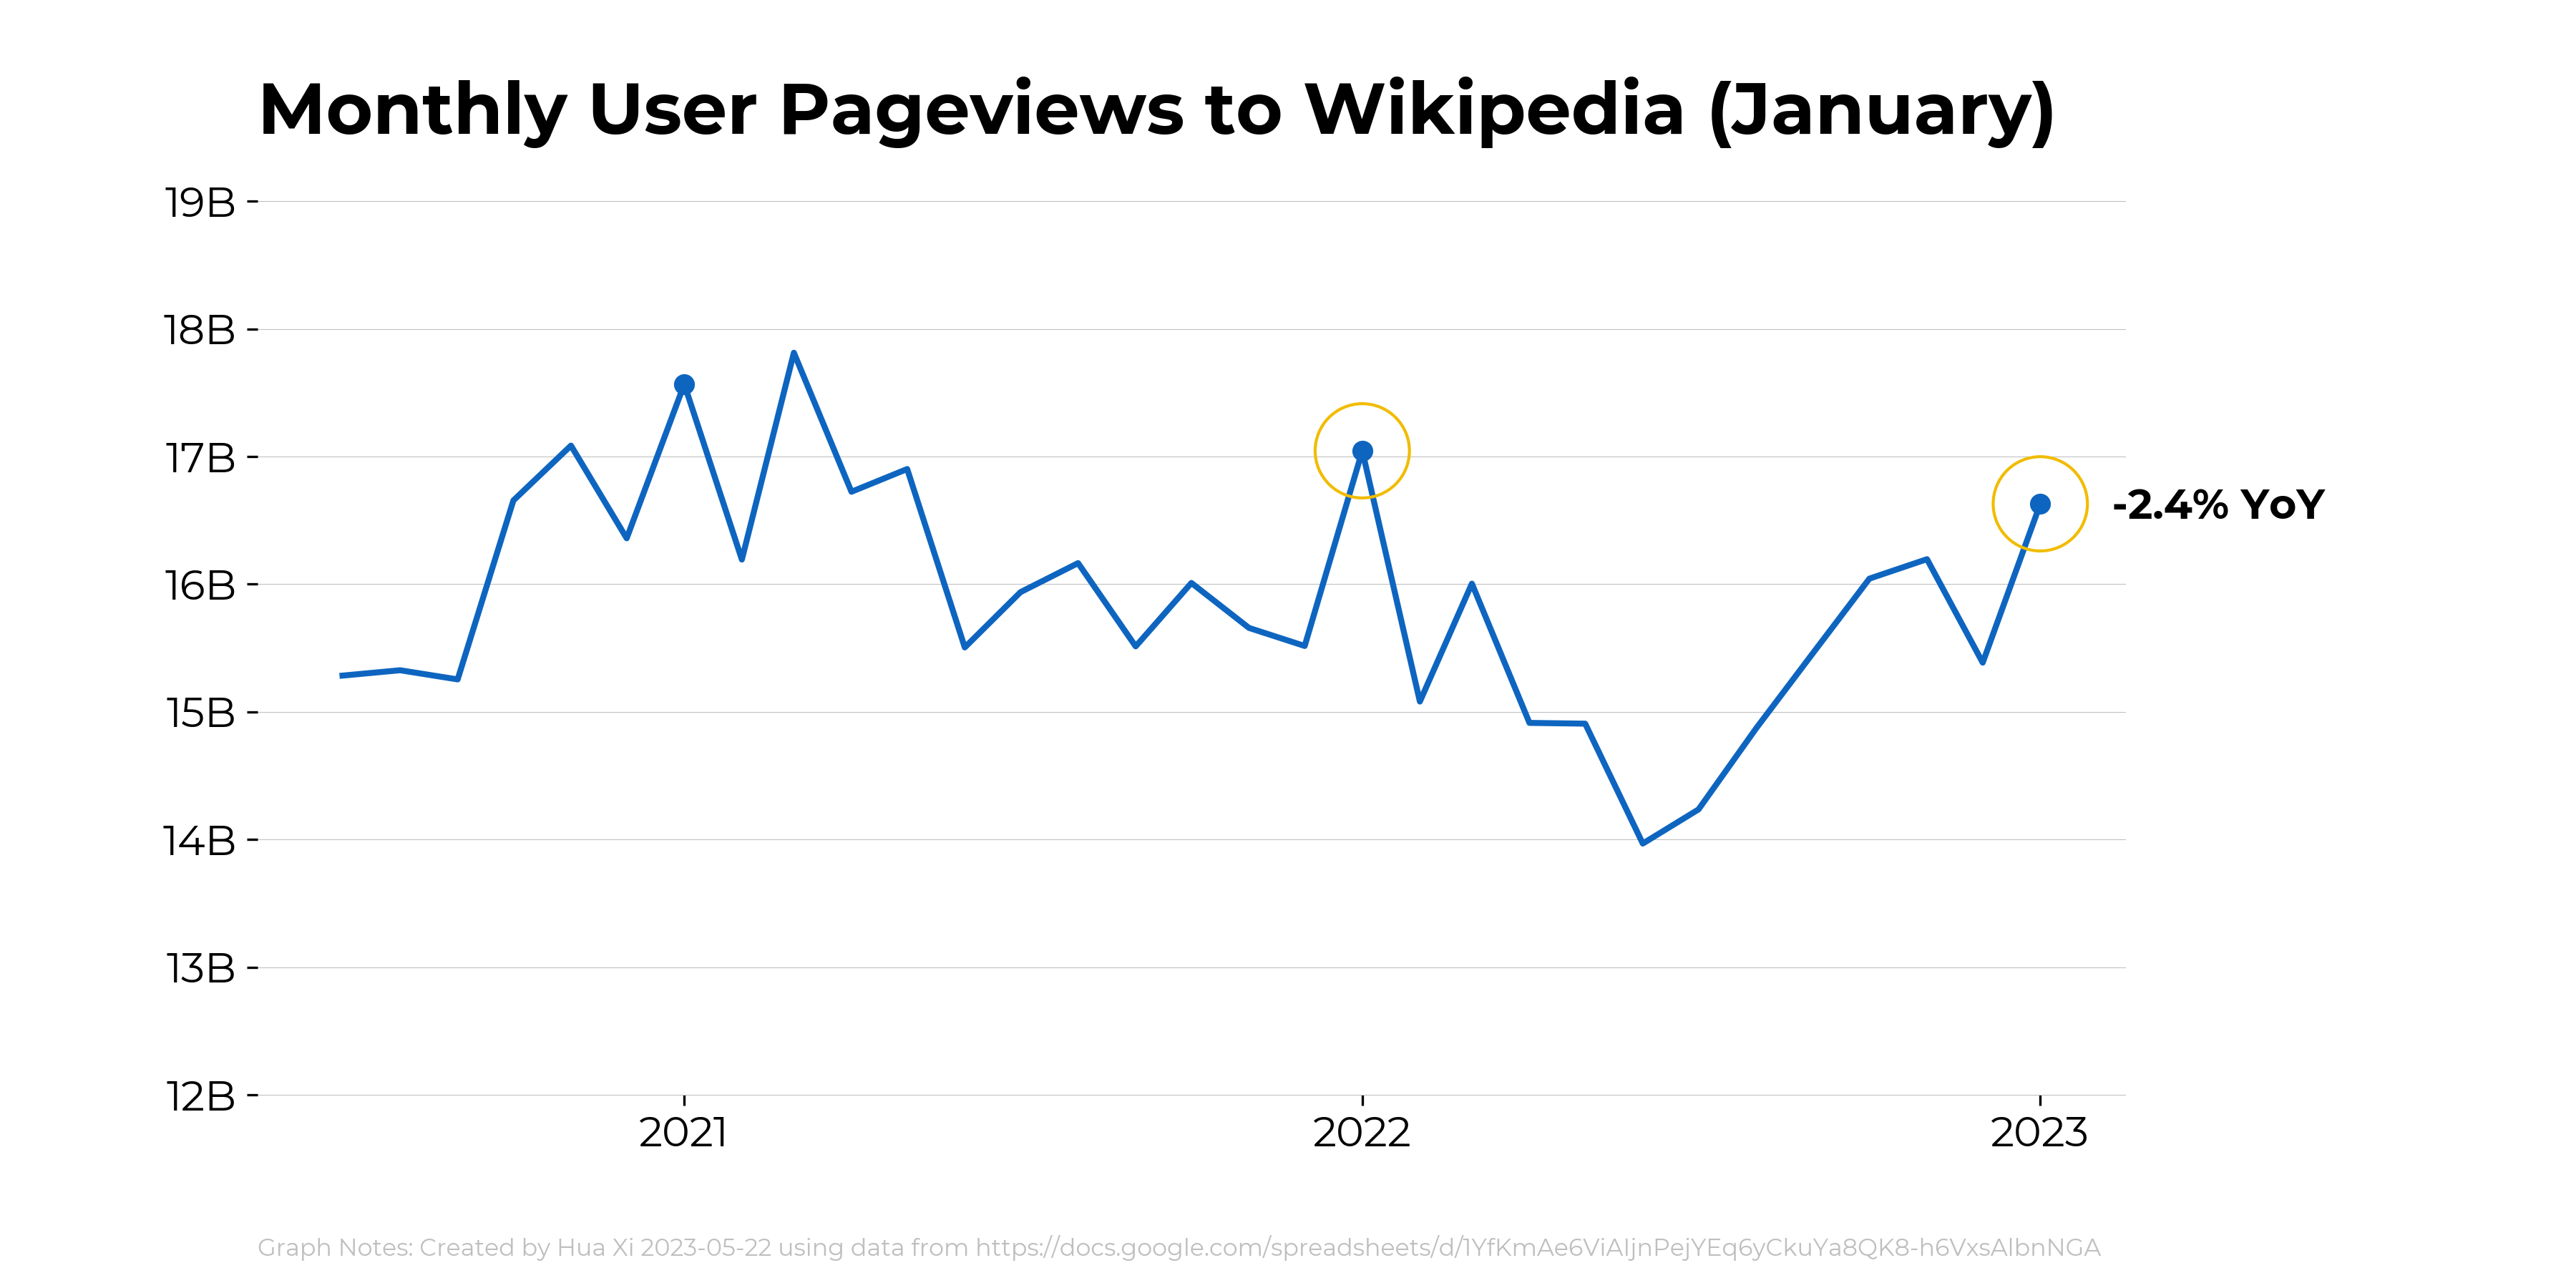 Monthly User Pageviews to Wikipedia (January)
19B
18B
17B
16B
15B
14B
13B
12B
-2.4% YoY
2021
2022
2023
Graph Notes: Created by Hua Xi 2023-05-22 using data from https://docs.google.com/spreadsheets/d/1YfKmAe6ViAIjnPejYEq6yCkuYa8QK8-h6VxsAlbnNGA